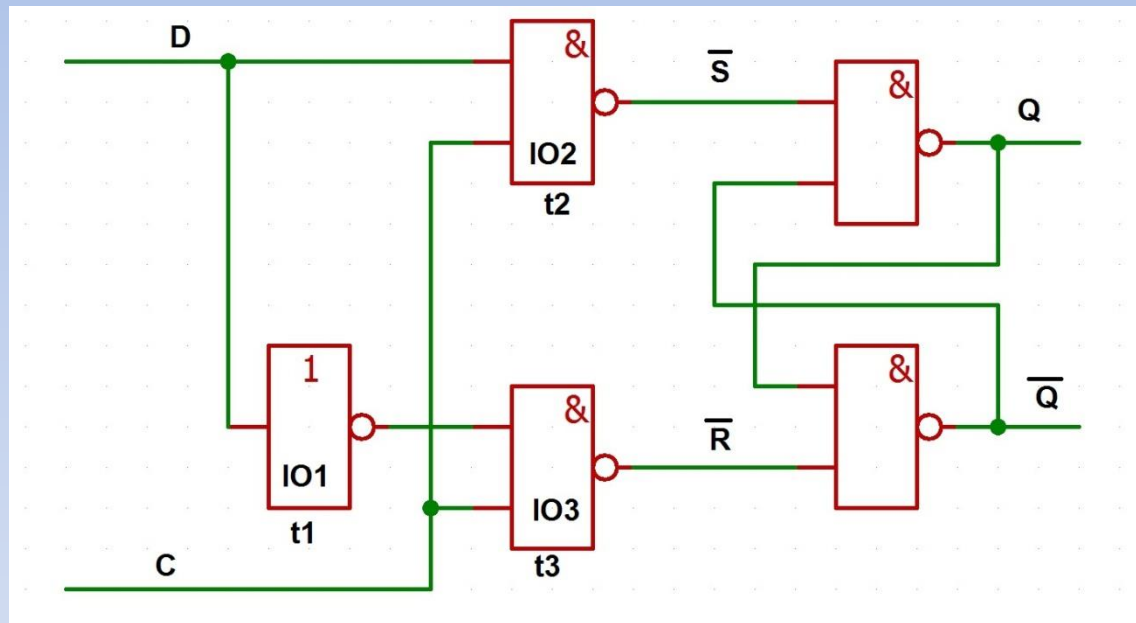 D
&
S̅
&
Q
IO2
t2
1
&
&
Q̅
R̅
IO1
IO3
t1
C
t3